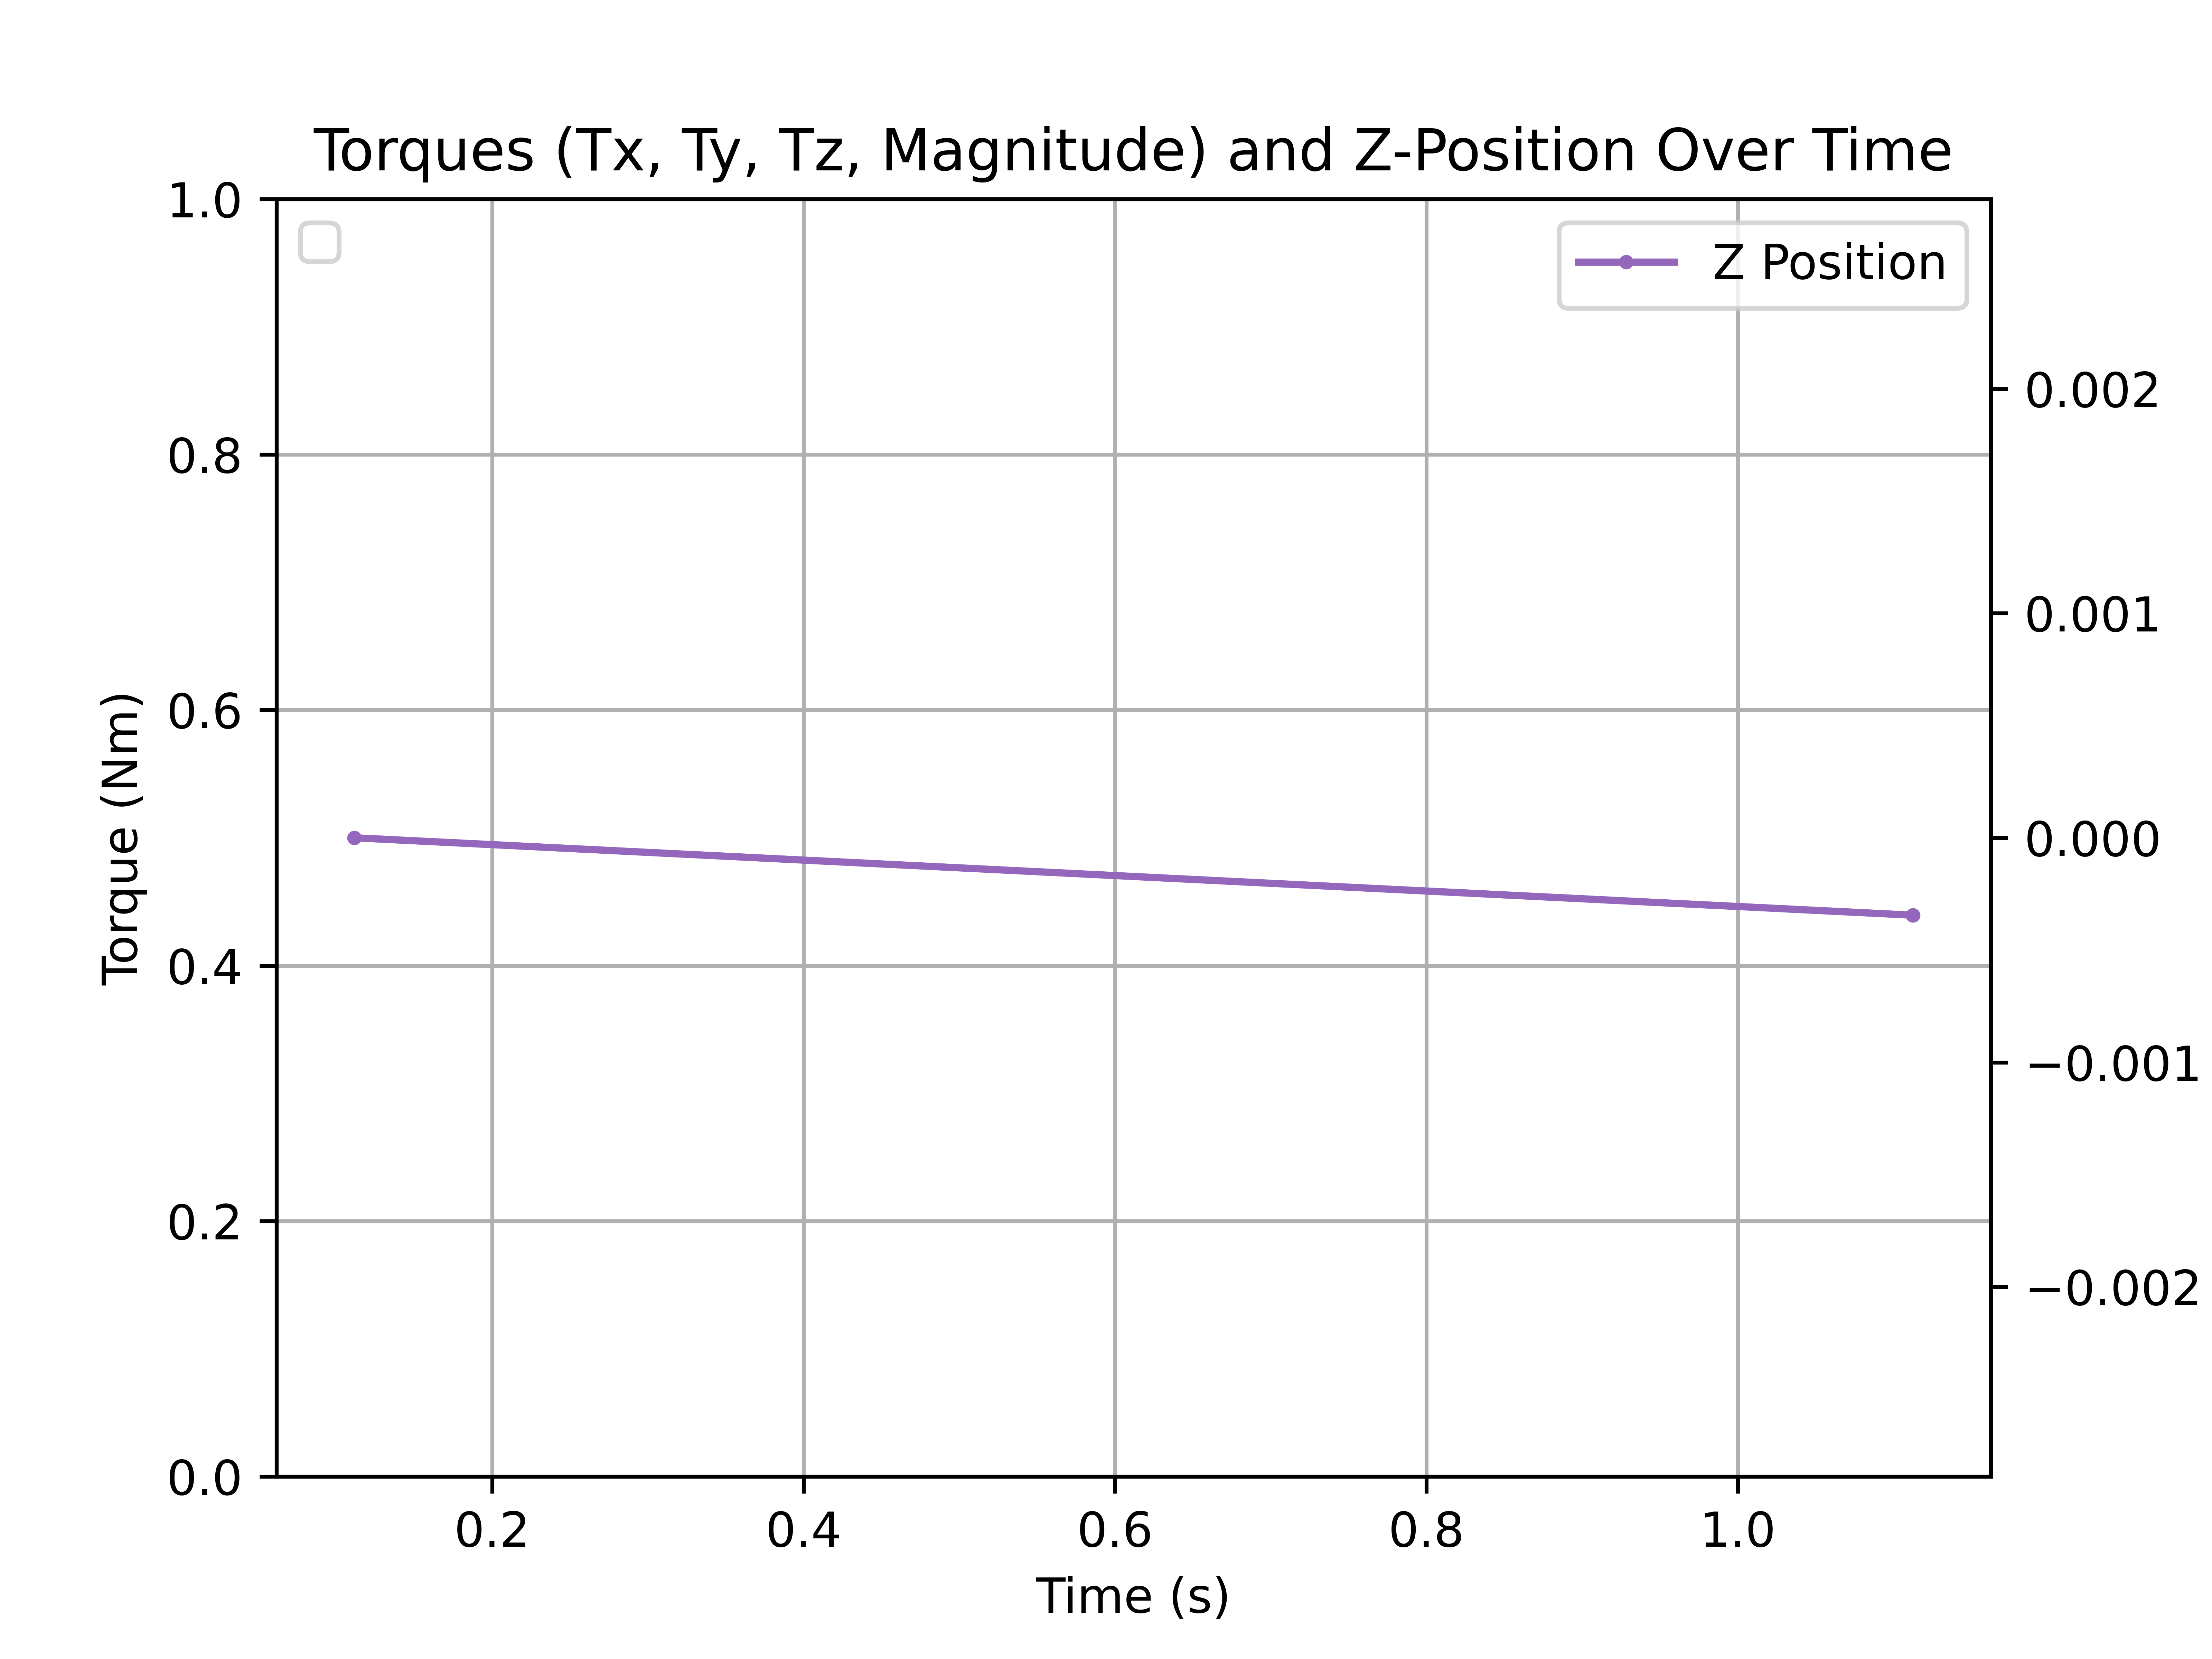 Torques (Tx, Ty, Tz, Magnitude) and Z-Position Over Time
Z Position
Torque (Nm)
1.0
0.8
0.6
0.4
0.2
0.0
0.002
0.001
0.000
−0.001
−0.002
0.2 0.4 0.6 0.8 1.0
Time (s)